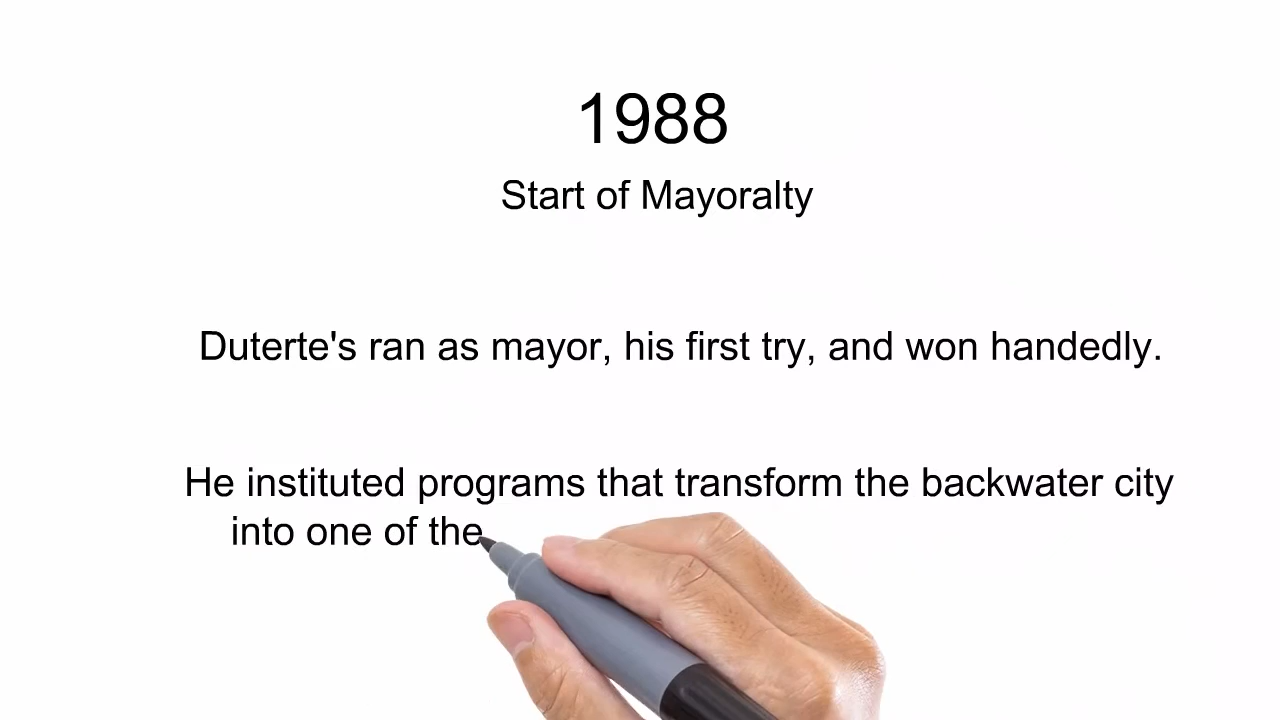 1988
Start of Mayoralty
Duterte's ran as mayor, his first try, and won handedly.
He instituted programs that transform the backwater city
into one of the